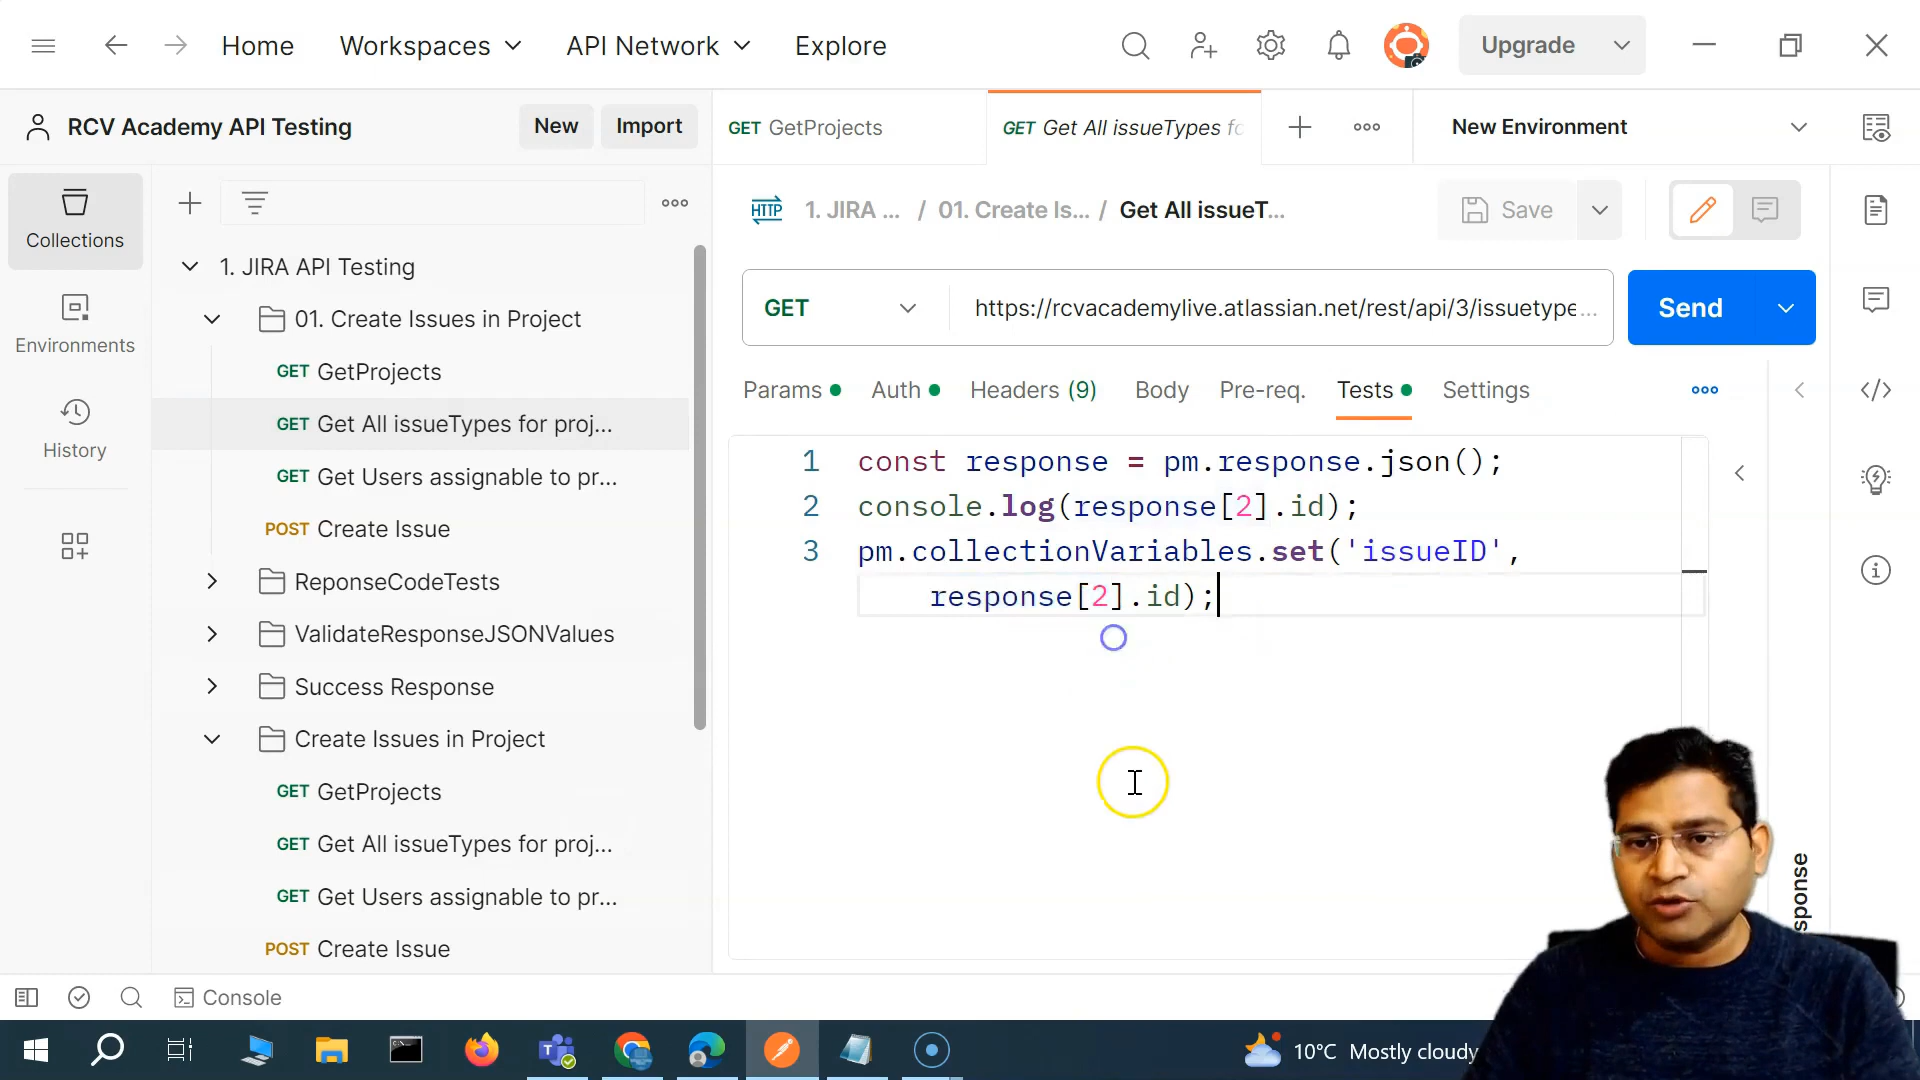 Home Workspaces API Network Explore Upgrade
RCV Academy API Testing New Import
GET GetProjects GET Get All issueTypes fo New Environment
Collections
Environments
History
1. JIRA API Testing
01. Create Issues in Project
GET GetProjects
GET Get All issueTypes for proj...
GET Get Users assignable to pr...
POST Create Issue
ReponseCodeTests
ValidateResponseJSONValues
Success Response
Create Issues in Project
GET GetProjects
GET Get All issueTypes for proj...
GET Get Users assignable to pr...
POST Create Issue
HTTP 1. JIRA ... / 01. Create Is... / Get All issueT... Save
GET https://rcvacademylive.atlassian.net/rest/api/3/issuetype... Send
Params Auth Headers (9) Body Pre-req. Tests Settings
1 const response = pm.response.json();
2 console.log(response[2].id);
3 pm.collectionVariables.set('issueID',
response[2].id);
sponse
Console
10°C Mostly cloudy